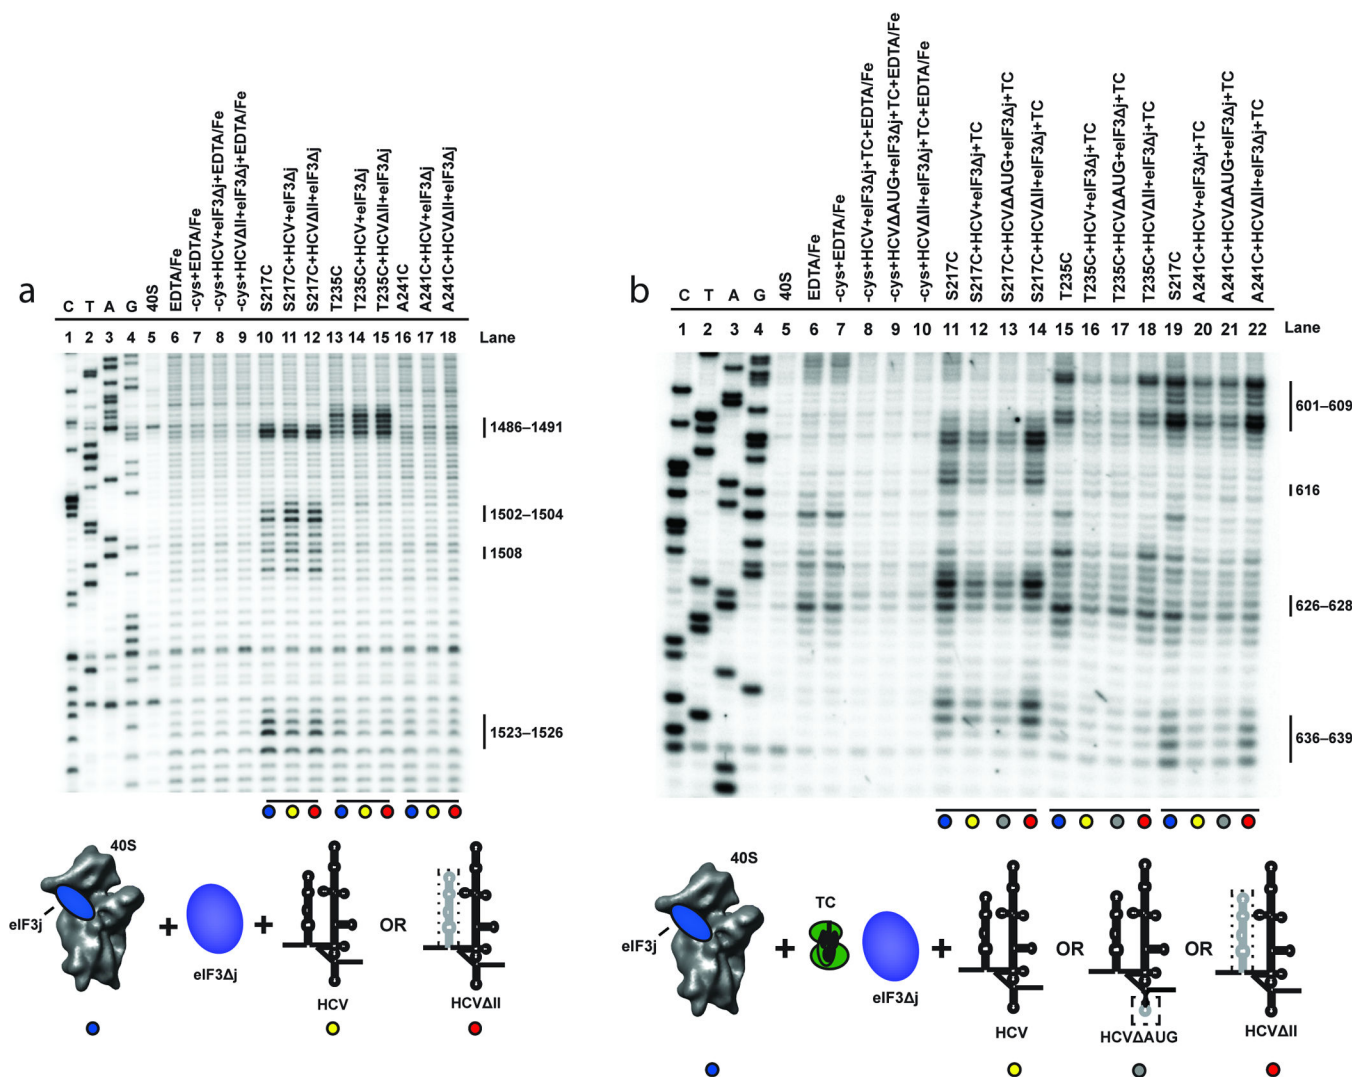 a
C
T
A
G
40S
EDTA/Fe
-cys+EDTA/Fe
-cys+HCV+eIF3Δj+EDTA/Fe
-cys+HCVΔII+eIF3Δj+EDTA/Fe
S217C
S217C+HCV+eIF3Δj
S217C+HCVΔII+eIF3Δj
T235C
T235C+HCV+eIF3Δj
T235C+HCVΔII+eIF3Δj
A241C
A241C+HCV+eIF3Δj
A241C+HCVΔII+eIF3Δj
1 2 3 4 5 6 7 8 9 10 11 12 13 14 15 16 17 18 Lane
1486–1491
1502–1504
1508
1523–1526
40S
eIF3j
+
eIF3Δj
+
HCV
OR
HCVΔII
b
C
T
A
G
40S
EDTA/Fe
-cys+EDTA/Fe
-cys+HCV+eIF3Δj+TC+EDTA/Fe
-cys+HCVΔAUG+eIF3Δj+TC+EDTA/Fe
-cys+HCVΔII+eIF3Δj+TC+EDTA/Fe
S217C
S217C+HCV+eIF3Δj+TC
S217C+HCVΔAUG+eIF3Δj+TC
S217C+HCVΔII+eIF3Δj+TC
T235C
T235C+HCV+eIF3Δj+TC
T235C+HCVΔAUG+eIF3Δj+TC
T235C+HCVΔII+eIF3Δj+TC
S217C
A241C+HCV+eIF3Δj+TC
A241C+HCVΔAUG+eIF3Δj+TC
A241C+HCVΔII+eIF3Δj+TC
1 2 3 4 5 6 7 8 9 10 11 12 13 14 15 16 17 18 19 20 21 22 Lane
601–609
616
626–628
636–639
40S
eIF3j
+
TC
eIF3Δj
+
HCV
OR
HCVΔAUG
OR
HCVΔII